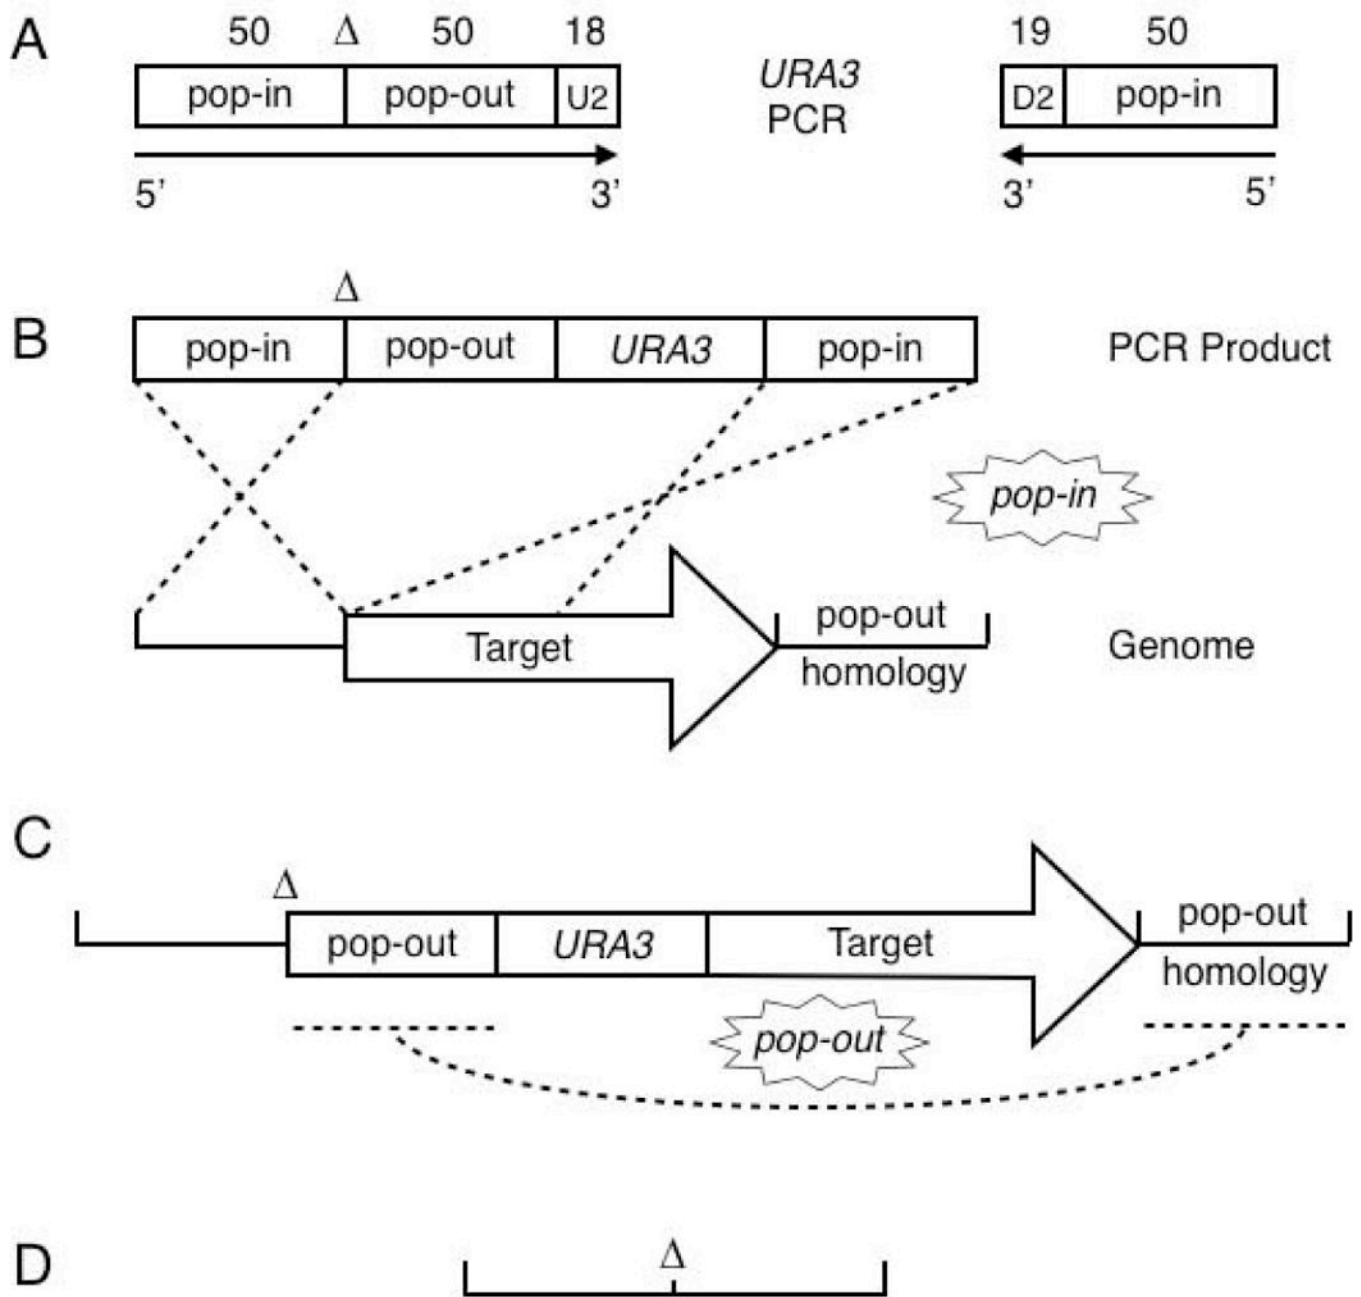 A
50 Δ 50 18
19 50
pop-in pop-out U2
URA3
PCR
D2 pop-in
5’ 3’
3’ 5’
Δ
B
pop-in pop-out URA3 pop-in
PCR Product
pop-in
Target
pop-out
homology
Genome
C
Δ
pop-out URA3 Target
pop-out
homology
pop-out
D
Δ